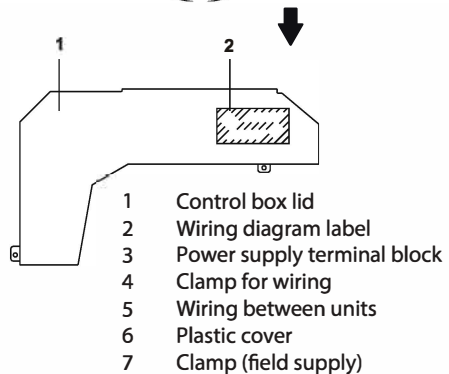 1 2
1 Control box lid
2 Wiring diagram label
3 Power supply terminal block
4 Clamp for wiring
5 Wiring between units
6 Plastic cover
7 Clamp (field supply)